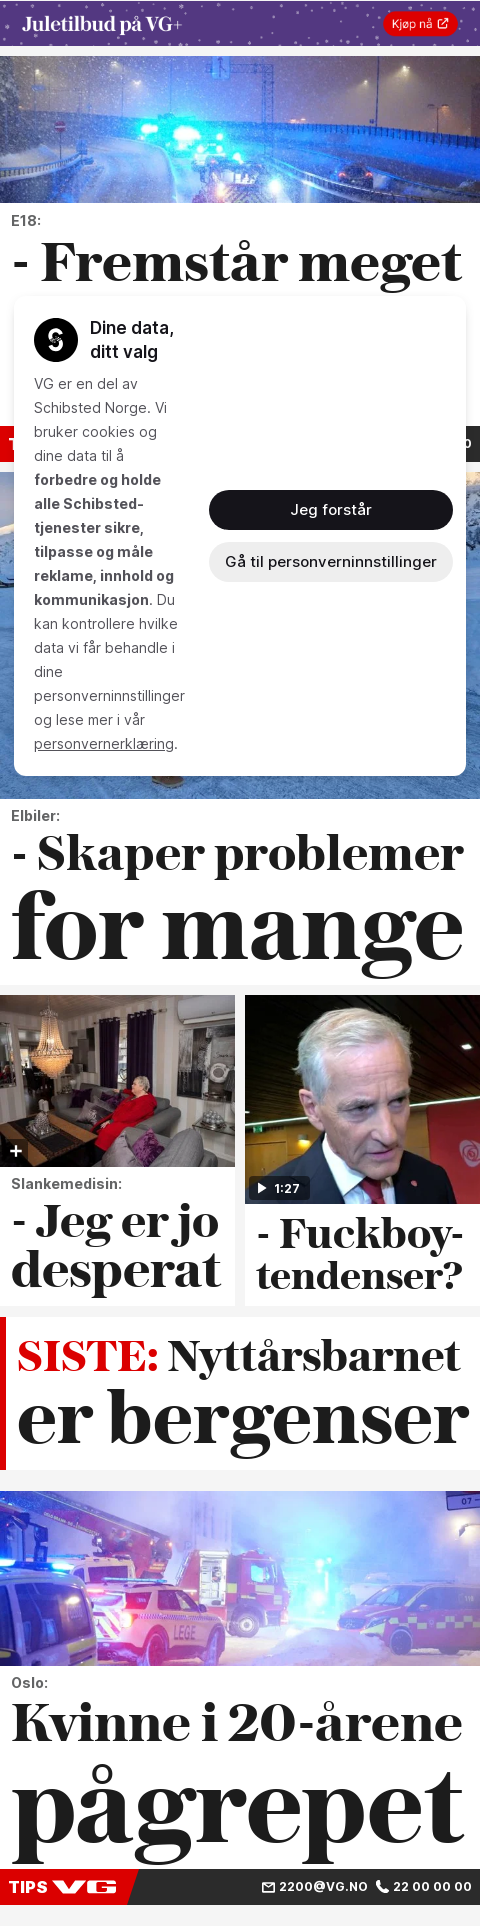 Juletilbud på VG+
Kjøp nå
E18:
- Fremstår meget
Dine data,
ditt valg
VG er en del av
Schibsted Norge. Vi
bruker cookies og
dine data til å
forbedre og holde
alle Schibsted-
tjenester sikre,
tilpasse og måle
reklame, innhold og
kommunikasjon. Du
kan kontrollere hvilke
data vi får behandle i
dine
personverninnstillinger
og lese mer i vår
personvernerklæring.
Jeg forstår
Gå til personverninnstillinger
Elbiler:
- Skaper problemer
for mange
Slankemedisin:
- Jeg er jo
desperat
1:27
- Fuckboy-
tendenser?
SISTE: Nyttårsbarnet
er bergenser
07
LEGE
Oslo:
Kvinne i 20-årene
pågrepet
TIPS VG 2200@VG.NO 22 00 00 00